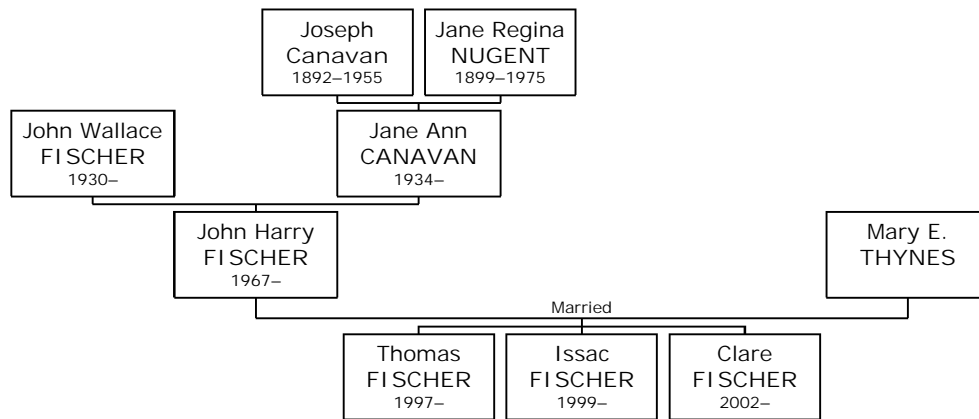 Joseph
Canavan
1892–1955
Jane Regina
NUGENT
1899–1975
John Wallace
FISCHER
1930–
Jane Ann
CANAVAN
1934–
John Harry
FISCHER
1967–
Mary E.
THYNES
Married
Thomas
FISCHER
1997–
Issac
FISCHER
1999–
Clare
FISCHER
2002–